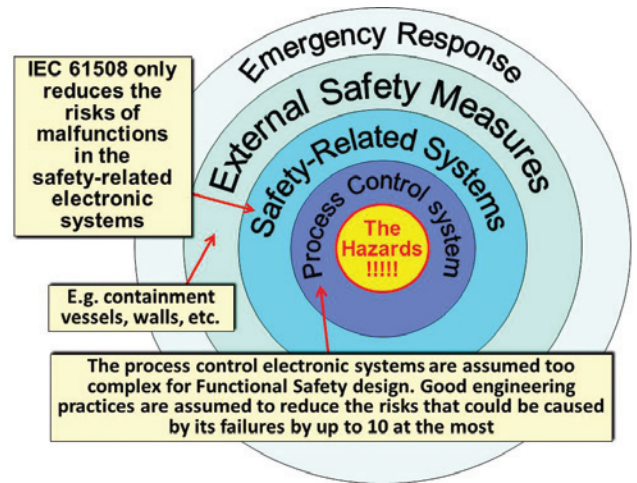 Emergency Response
External Safety Measures
Safety-Related Systems
Process Control system
The
Hazards
!!!!!
IEC 61508 only
reduces the
risks of
malfunctions
in the
safety-related
electronic
systems
E.g. containment
vessels, walls, etc.
The process control electronic systems are assumed too
complex for Functional Safety design. Good engineering
practices are assumed to reduce the risks that could be caused
by its failures by up to 10 at the most